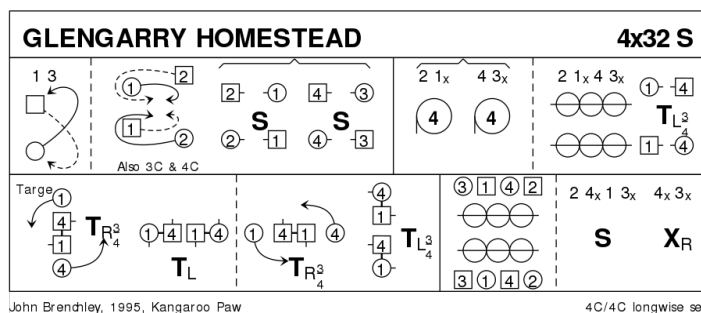 GLENGARRY HOMESTEAD 4x32 S
1 3
2 1x 4 3x
2 1x 4 3x
1 2
2 1 4 3
4 4
1 4
S S
TL¾
1 2
2 1 4 3
1 4
Also 3C & 4C
Targe
1
4
1
4
TR¾
1 4 1 4
TL
1 4 1 4
TR¾
4
1
4
1
TL¾
3 1 4 2
3 1 4 2
2 4x 1 3x 4x 3x
S XR
John Brenchley, 1995, Kangaroo Paw 4C/4C longwise se